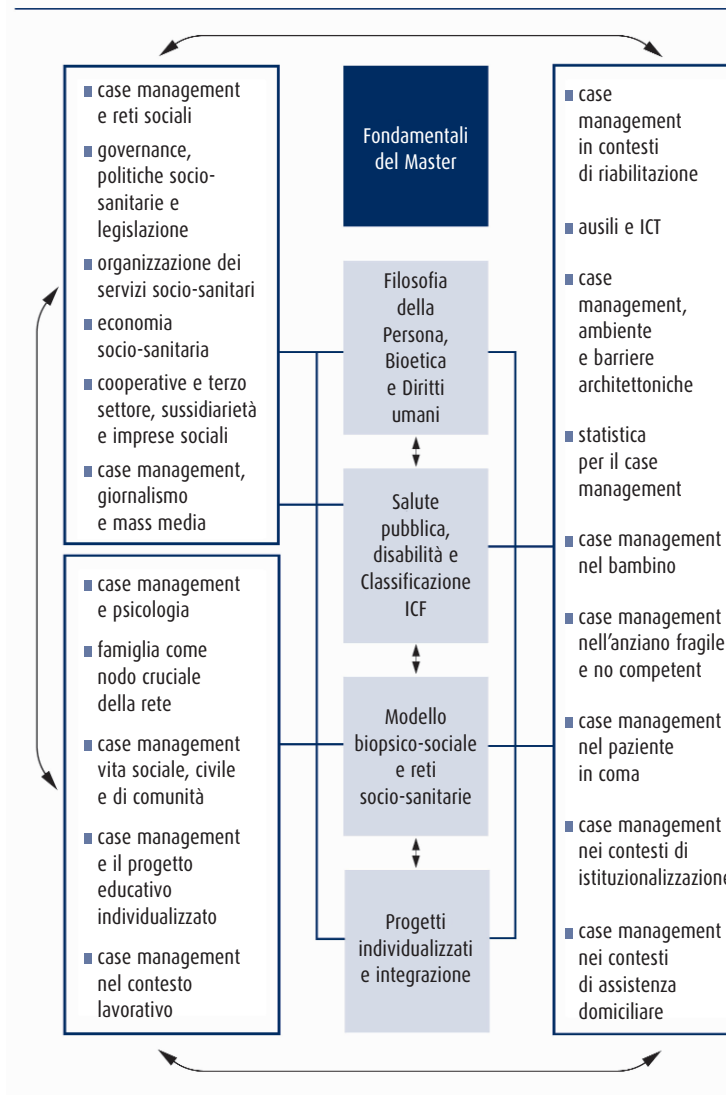 case management
e reti sociali
governance,
politiche socio-
sanitarie e
legislazione
organizzazione dei
servizi socio-sanitari
economia
socio-sanitaria
cooperative e terzo
settore, sussidiarietà
e imprese sociali
case management,
giornalismo
e mass media
case management
e psicologia
famiglia come
nodo cruciale
della rete
case management
vita sociale, civile
e di comunità
case management
e il progetto
educativo
individualizzato
case management
nel contesto
lavorativo
Fondamentali
del Master
Filosofia
della
Persona,
Bioetica
e Diritti
umani
Salute
pubblica,
disabilità e
Classificazione
ICF
Modello
biopsico-sociale
e reti
socio-sanitarie
Progetti
individualizzati
e integrazione
case
management
in contesti
di riabilitazione
ausili e ICT
case
management,
ambiente
e barriere
architettoniche
statistica
per il case
management
case management
nel bambino
case management
nell'anziano fragile
e no competent
case management
nel paziente
in coma
case management
nei contesti di
istituzionalizzazione
case management
nei contesti
di assistenza
domiciliare